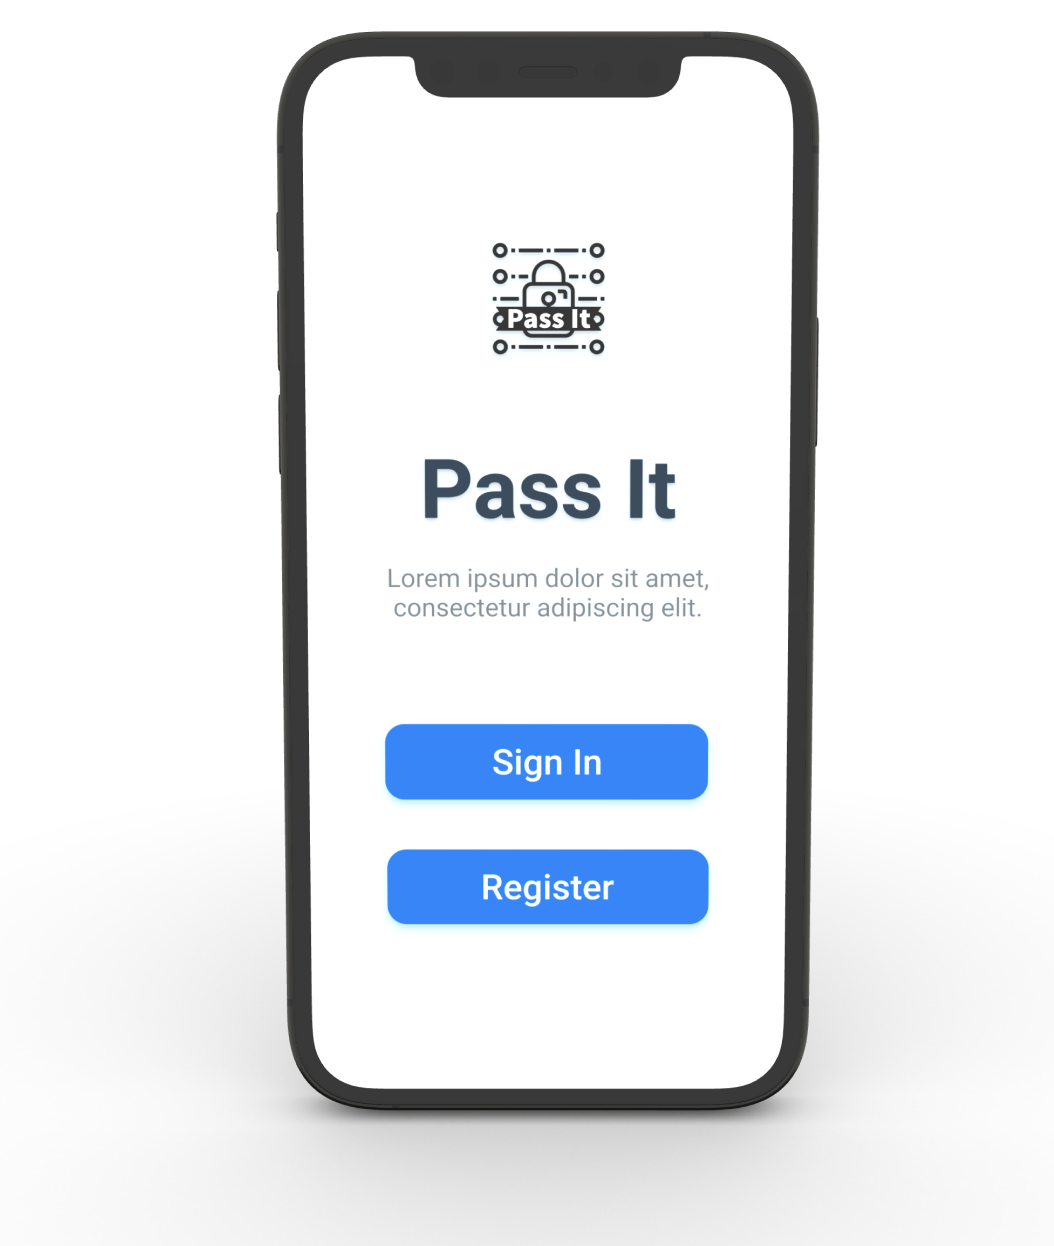 Pass It
Pass It
Lorem ipsum dolor sit amet,
consectetur adipiscing elit.
Sign In
Register